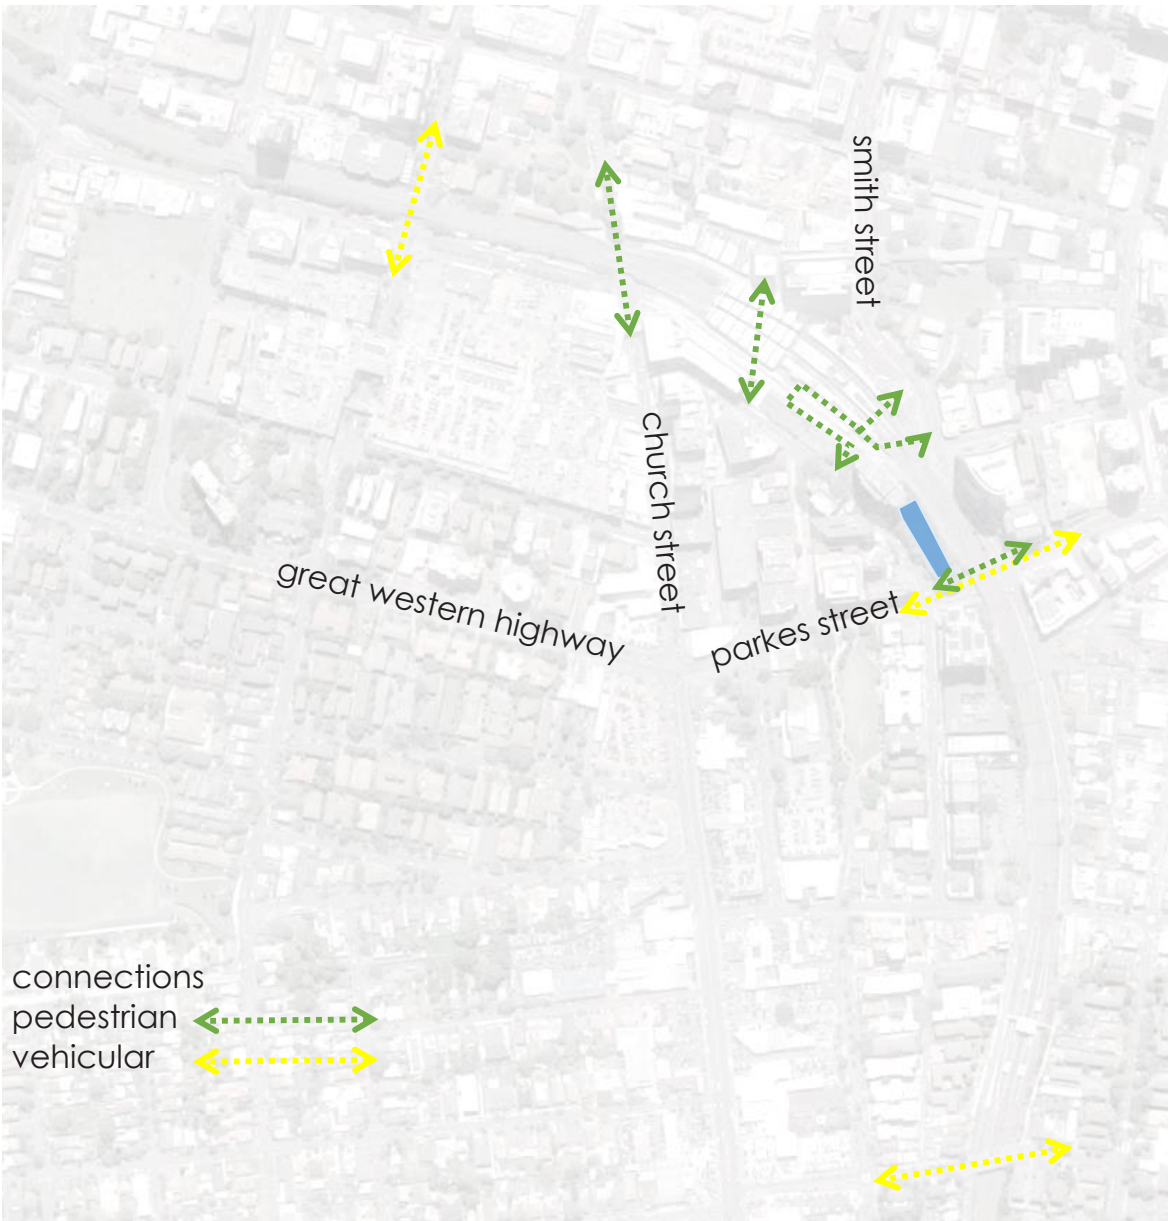 smith street
church street
great western highway
parkes street
connections
pedestrian
vehicular